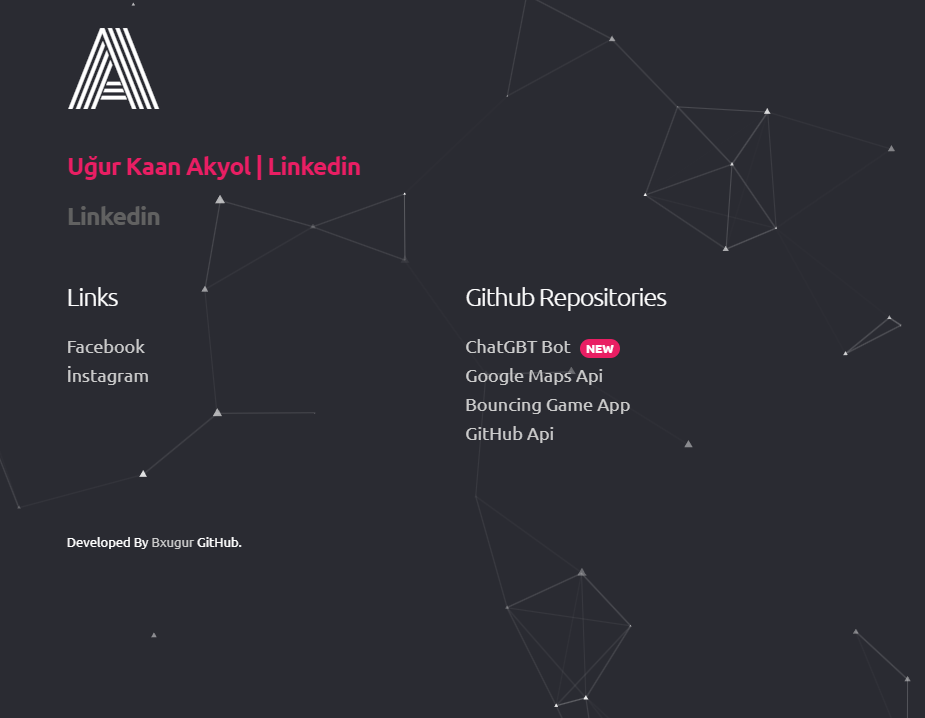 Uğur Kaan Akyol | Linkedin
Linkedin
Links
Facebook
İnstagram
Github Repositories
ChatGBT Bot NEW
Google Maps Api
Bouncing Game App
GitHub Api
Developed By Bxugur GitHub.